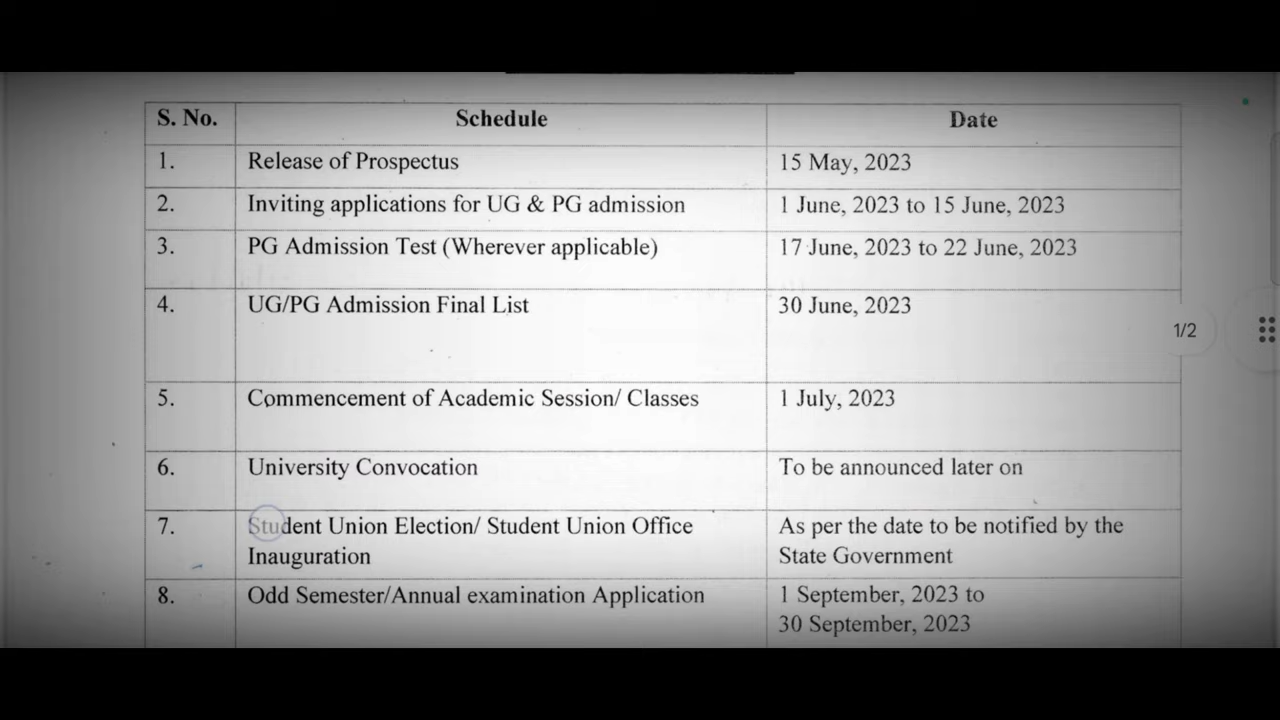 S. No. Schedule Date
1. Release of Prospectus 15 May, 2023
2. Inviting applications for UG & PG admission 1 June, 2023 to 15 June, 2023
3. PG Admission Test (Wherever applicable) 17 June, 2023 to 22 June, 2023
4. UG/PG Admission Final List 30 June, 2023
1/2
5. Commencement of Academic Session/ Classes 1 July, 2023
6. University Convocation To be announced later on
7. Student Union Election/ Student Union Office As per the date to be notified by the
Inauguration State Government
8. Odd Semester/Annual examination Application 1 September, 2023 to
30 September, 2023